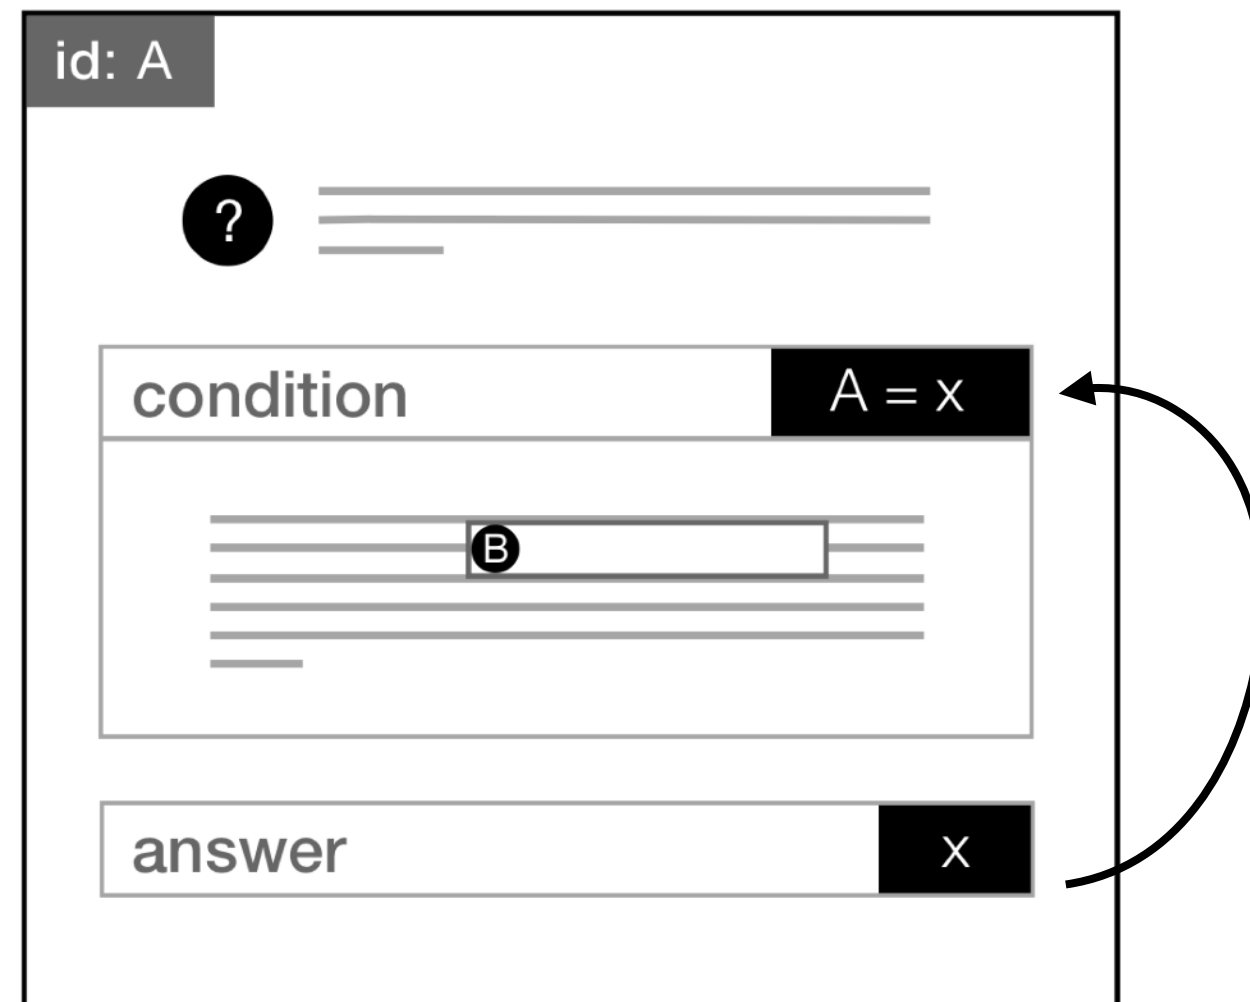 id: A
?
condition
A = x
B
answer
x